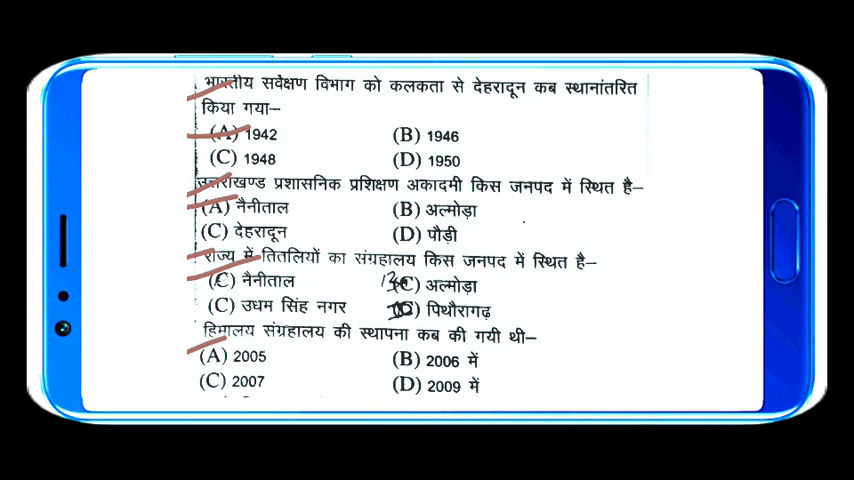 भारतीय सर्वेक्षण विभाग को कलकता से देहरादून कब स्थानांतरित
किया गया–
(A) 1942 (B) 1946
(C) 1948 (D) 1950
उत्तराखण्ड प्रशासनिक प्रशिक्षण अकादमी किस जनपद में स्थित है–
(A) नैनीताल (B) अल्मोड़ा
(C) देहरादून (D) पौड़ी
राज्य में तितलियों का संग्रहालय किस जनपद में स्थित है–
(C) नैनीताल (C) अल्मोड़ा
(C) उधम सिंह नगर पिथौरागढ़
हिमालय संग्रहालय की स्थापना कब की गयी थी–
(A) 2005 (B) 2006 में
(C) 2007 (D) 2009 में